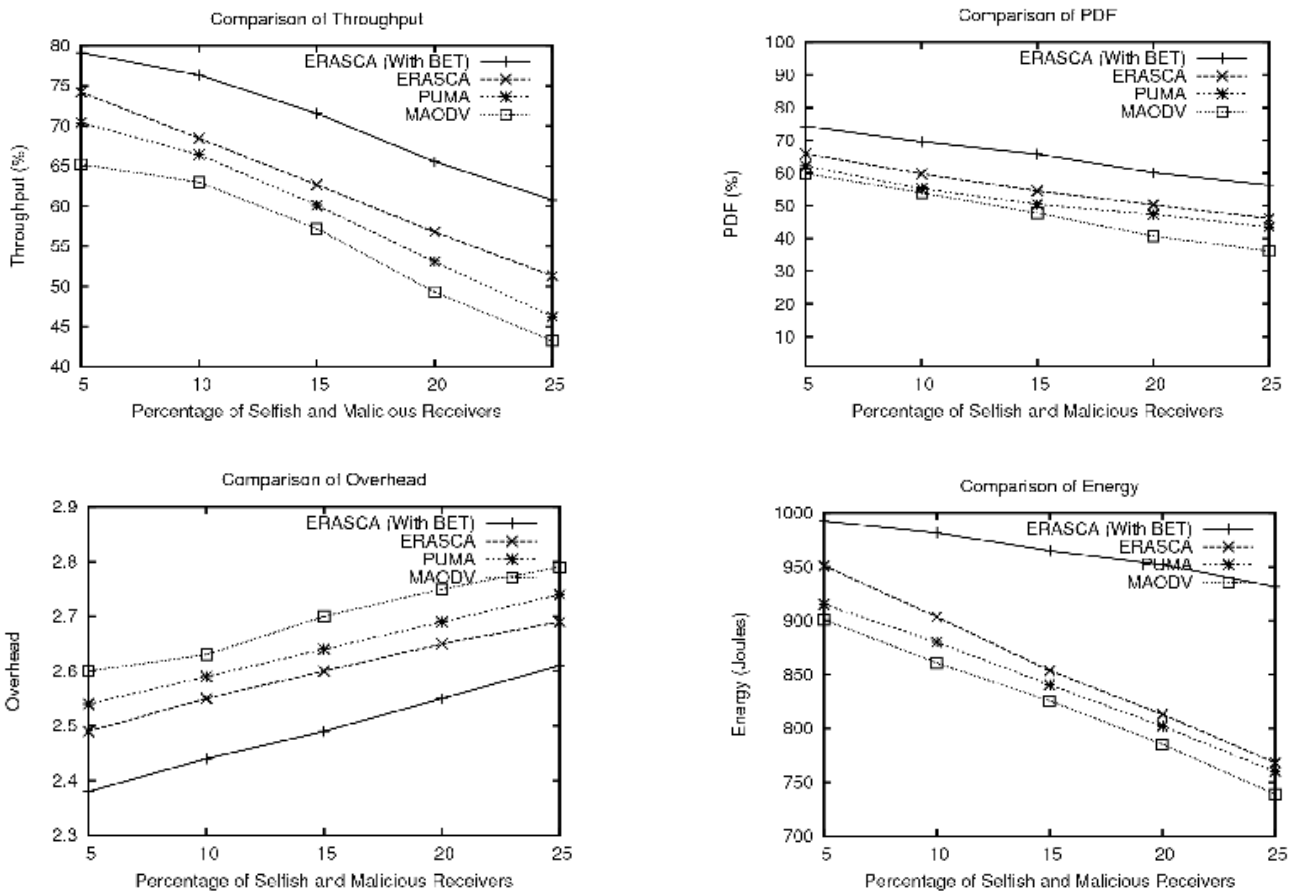 Comparison of Throughput
80
75
70
65
60
55
50
45
40
Throughput (%)
ERASCA (With BET)
ERASCA
PUMA
MAODV
5
10
15
20
25
Percentage of Selfish and Malicious Receivers
Comparison of PDF
100
90
80
70
60
50
40
30
20
10
PDF (%)
ERASCA (With BET)
ERASCA
PUMA
MAODV
5
10
15
20
25
Percentage of Selfish and Malicious Receivers
Comparison of Overhead
2.9
2.8
2.7
2.6
2.5
2.4
2.3
Overhead
ERASCA (With BET)
ERASCA
PUMA
MAODV
5
10
15
20
25
Percentage of Selfish and Malicious Receivers
Comparison of Energy
1000
950
900
850
800
750
700
Energy (Joules)
ERASCA (With BET)
ERASCA
PUMA
MAODV
5
10
15
20
25
Percentage of Selfish and Malicious Receivers